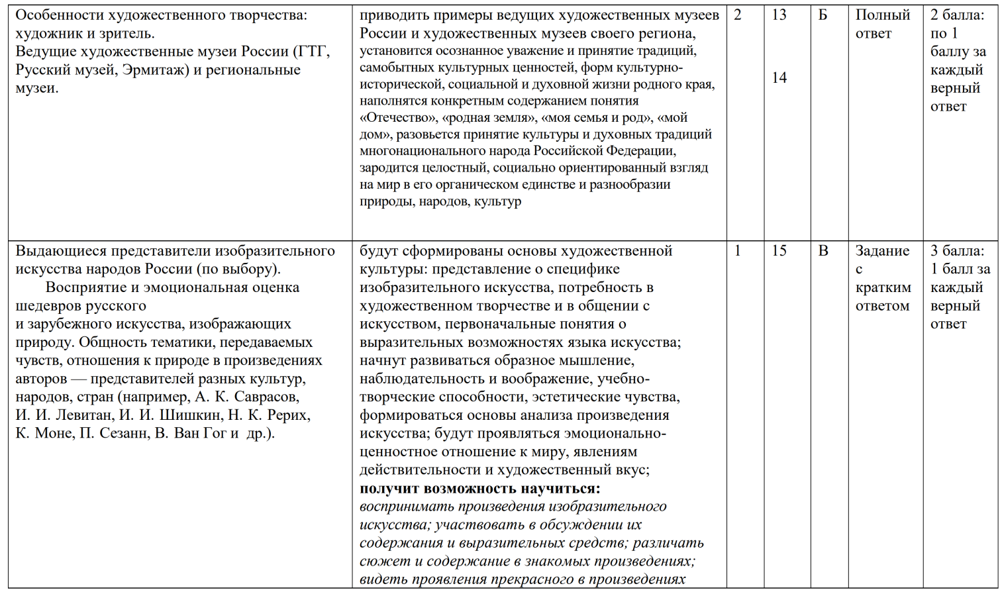 Особенности художественного творчества:
художник и зритель.
Ведущие художественные музеи России (ГТГ,
Русский музей, Эрмитаж) и региональные
музеи.
приводить примеры ведущих художественных музеев
России и художественных музеев своего региона,
установится осознанное уважение и принятие традиций,
самобытных культурных ценностей, форм культурно-
исторической, социальной и духовной жизни родного края,
наполнятся конкретным содержанием понятия
«Отечество», «родная земля», «моя семья и род», «мой
дом», разовьется принятие культуры и духовных традиций
многонационального народа Российской Федерации,
зародится целостный, социально ориентированный взгляд
на мир в его органическом единстве и разнообразии
природы, народов, культур
2
13
14
Б
Полный
ответ
2 балла:
по 1
баллу за
каждый
верный
ответ
Выдающиеся представители изобразительного
искусства народов России (по выбору).
Восприятие и эмоциональная оценка
шедевров русского
и зарубежного искусства, изображающих
природу. Общность тематики, передаваемых
чувств, отношения к природе в произведениях
авторов — представителей разных культур,
народов, стран (например, А. К. Саврасов,
И. И. Левитан, И. И. Шишкин, Н. К. Рерих,
К. Моне, П. Сезанн, В. Ван Гог и др.).
будут сформированы основы художественной
культуры: представление о специфике
изобразительного искусства, потребность в
художественном творчестве и в общении с
искусством, первоначальные понятия о
выразительных возможностях языка искусства;
начнут развиваться образное мышление,
наблюдательность и воображение, учебно-
творческие способности, эстетические чувства,
формироваться основы анализа произведения
искусства; будут проявляться эмоционально-
ценностное отношение к миру, явлениям
действительности и художественный вкус;
получит возможность научиться:
воспринимать произведения изобразительного
искусства; участвовать в обсуждении их
содержания и выразительных средств; различать
сюжет и содержание в знакомых произведениях;
видеть проявления прекрасного в произведениях
1
15
В
Задание
с
кратким
ответом
3 балла:
1 балл за
каждый
верный
ответ